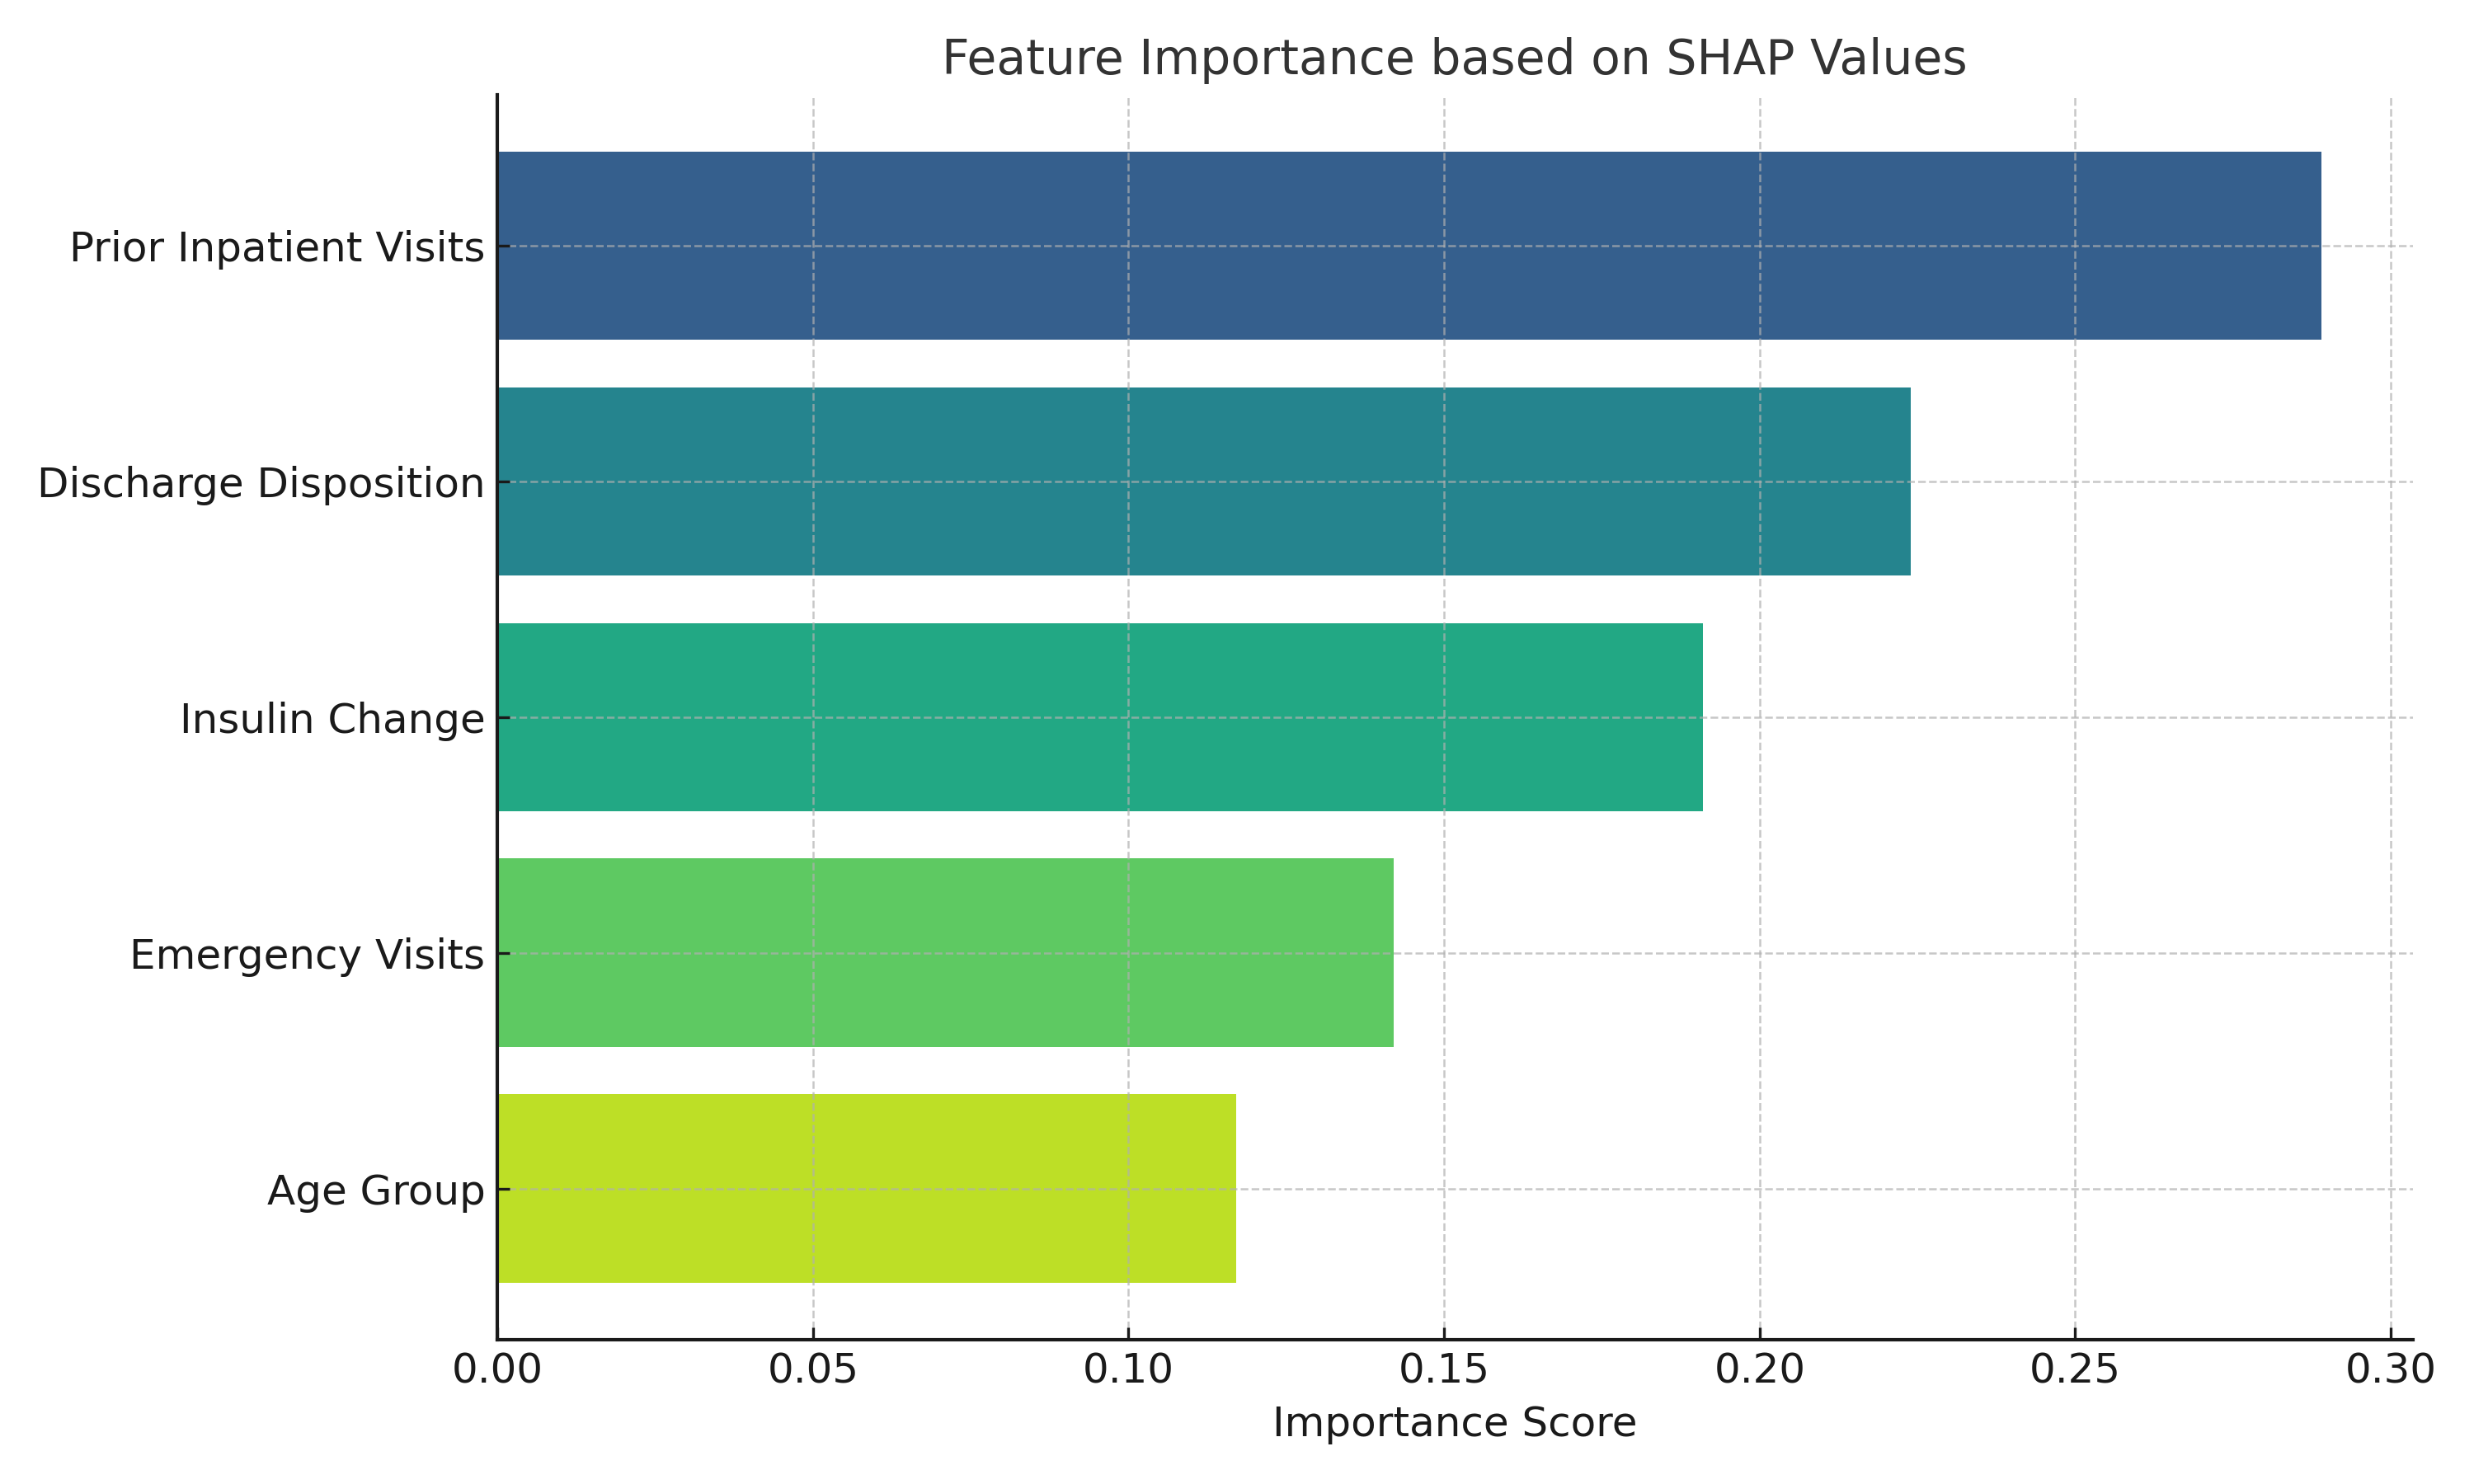 Feature Importance based on SHAP Values
Prior Inpatient Visits
Discharge Disposition
Insulin Change
Emergency Visits
Age Group
0.00 0.05 0.10 0.15 0.20 0.25 0.30
Importance Score